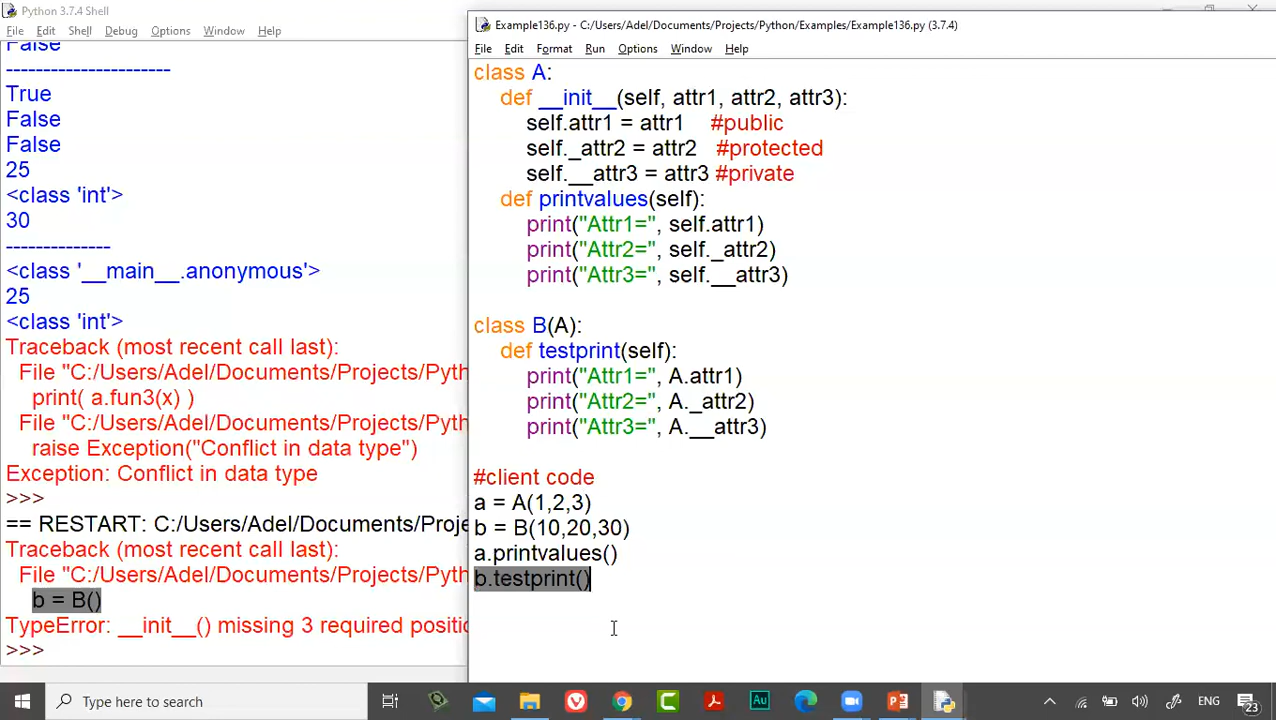 Python 3.7.4 Shell
File Edit Shell Debug Options Window Help
False
----------------------
True
False
False
25
<class 'int'>
30
--------------
<class '__main__.anonymous'>
25
<class 'int'>
Traceback (most recent call last):
File "C:/Users/Adel/Documents/Projects/Pyth
print( a.fun3(x) )
File "C:/Users/Adel/Documents/Projects/Pyth
raise Exception("Conflict in data type")
Exception: Conflict in data type
>>>
== RESTART: C:/Users/Adel/Documents/Proje
Traceback (most recent call last):
File "C:/Users/Adel/Documents/Projects/Pyth
b = B()
TypeError: __init__() missing 3 required positio
>>>
Example136.py - C:/Users/Adel/Documents/Projects/Python/Examples/Example136.py (3.7.4)
File Edit Format Run Options Window Help
class A:
def __init__(self, attr1, attr2, attr3):
self.attr1 = attr1 #public
self._attr2 = attr2 #protected
self.__attr3 = attr3 #private
def printvalues(self):
print("Attr1=", self.attr1)
print("Attr2=", self._attr2)
print("Attr3=", self.__attr3)
class B(A):
def testprint(self):
print("Attr1=", A.attr1)
print("Attr2=", A._attr2)
print("Attr3=", A.__attr3)
#client code
a = A(1,2,3)
b = B(10,20,30)
a.printvalues()
b.testprint()
Type here to search
Au
ENG
23